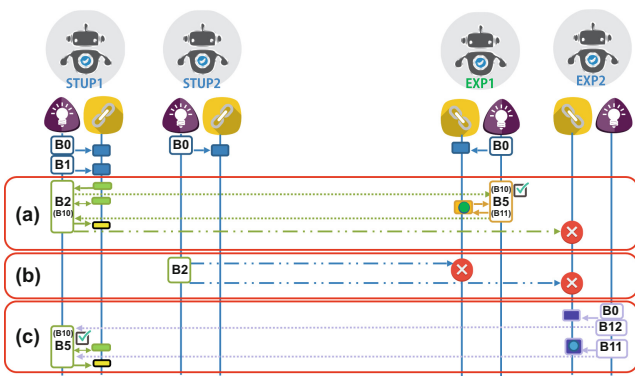 STUP1 STUP2 EXP1 EXP2
B0 B0 B0
B1
(a) B2 (B10) (B10) B5 (B11)
(b) B2
B0
B12
(c) (B10) B5 B11